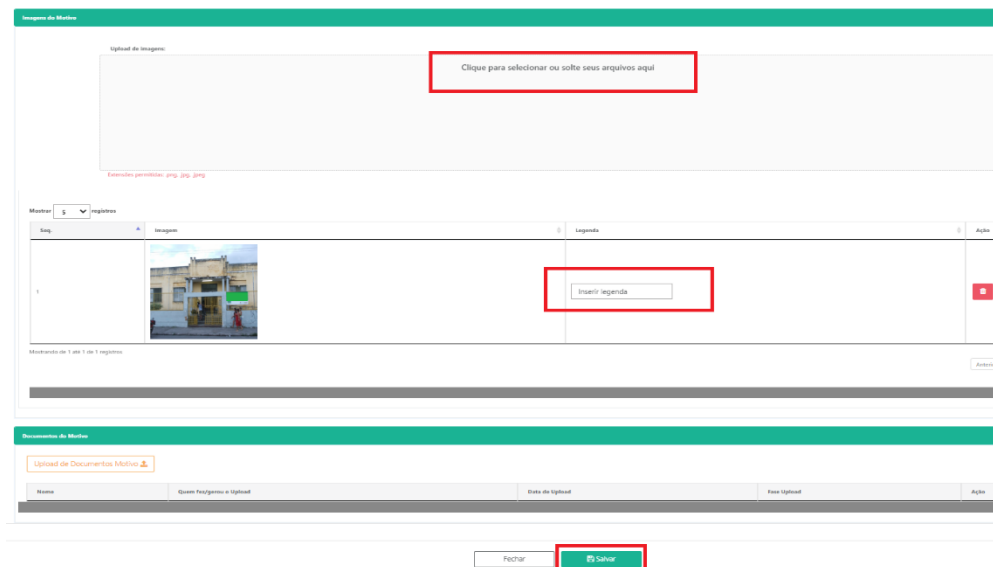 Imagens do Motivo
Upload de Imagens:
Clique para selecionar ou solte seus arquivos aqui
Extensões permitidas: .png, .jpg, .jpeg
Mostrar 5 registros
Seq. Imagem Legenda Ação
1 Inserir legenda
Mostrando de 1 até 1 de 1 registros
Anteri
Documentos do Motivo
Upload de Documentos Motivo
Nome Quem fez/gerou o Upload Data do Upload Fase Upload Ação
Fechar Salvar